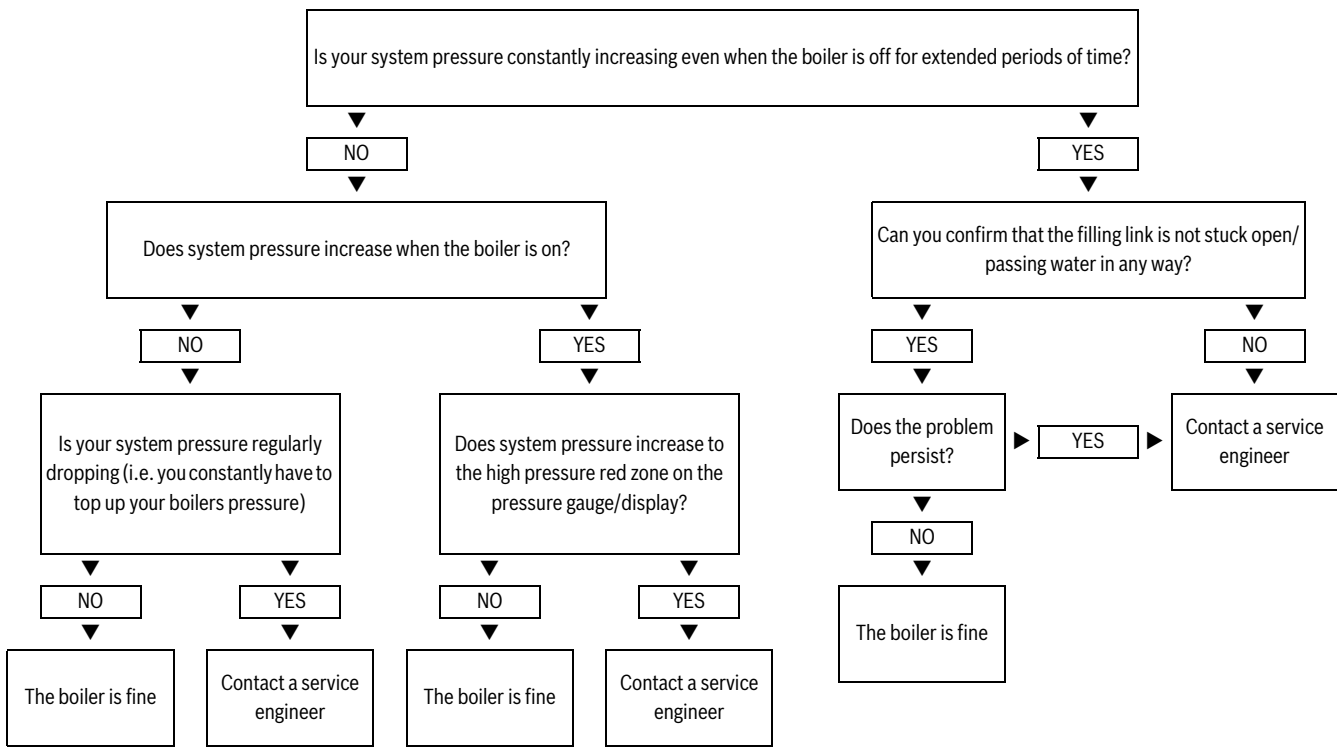 Is your system pressure constantly increasing even when the boiler is off for extended periods of time?
NO
YES
Does system pressure increase when the boiler is on?
Can you confirm that the filling link is not stuck open/
passing water in any way?
NO
YES
YES
NO
Is your system pressure regularly
dropping (i.e. you constantly have to
top up your boilers pressure)
Does system pressure increase to
the high pressure red zone on the
pressure gauge/display?
Does the problem
persist?
YES
Contact a service
engineer
NO
NO
YES
NO
YES
The boiler is fine
The boiler is fine
Contact a service
engineer
The boiler is fine
Contact a service
engineer